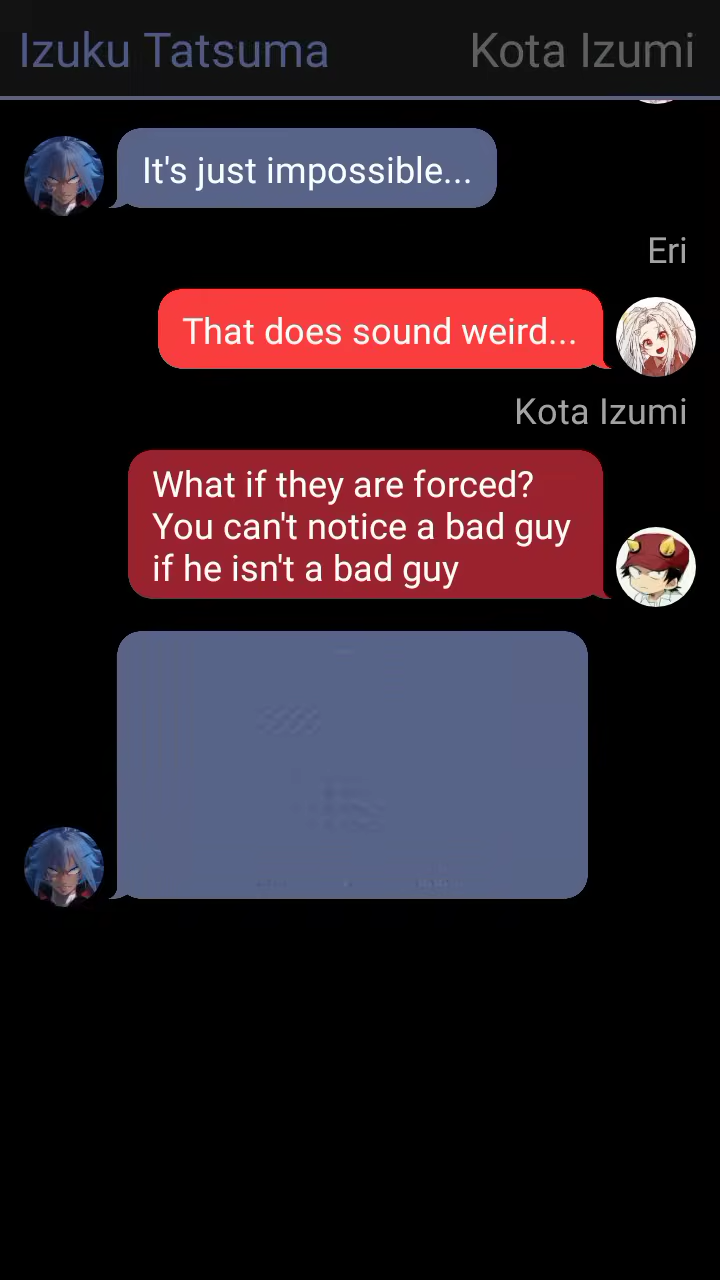 Izuku Tatsuma
Kota Izumi
It's just impossible...
Eri
That does sound weird...
Kota Izumi
What if they are forced?
You can't notice a bad guy
if he isn't a bad guy